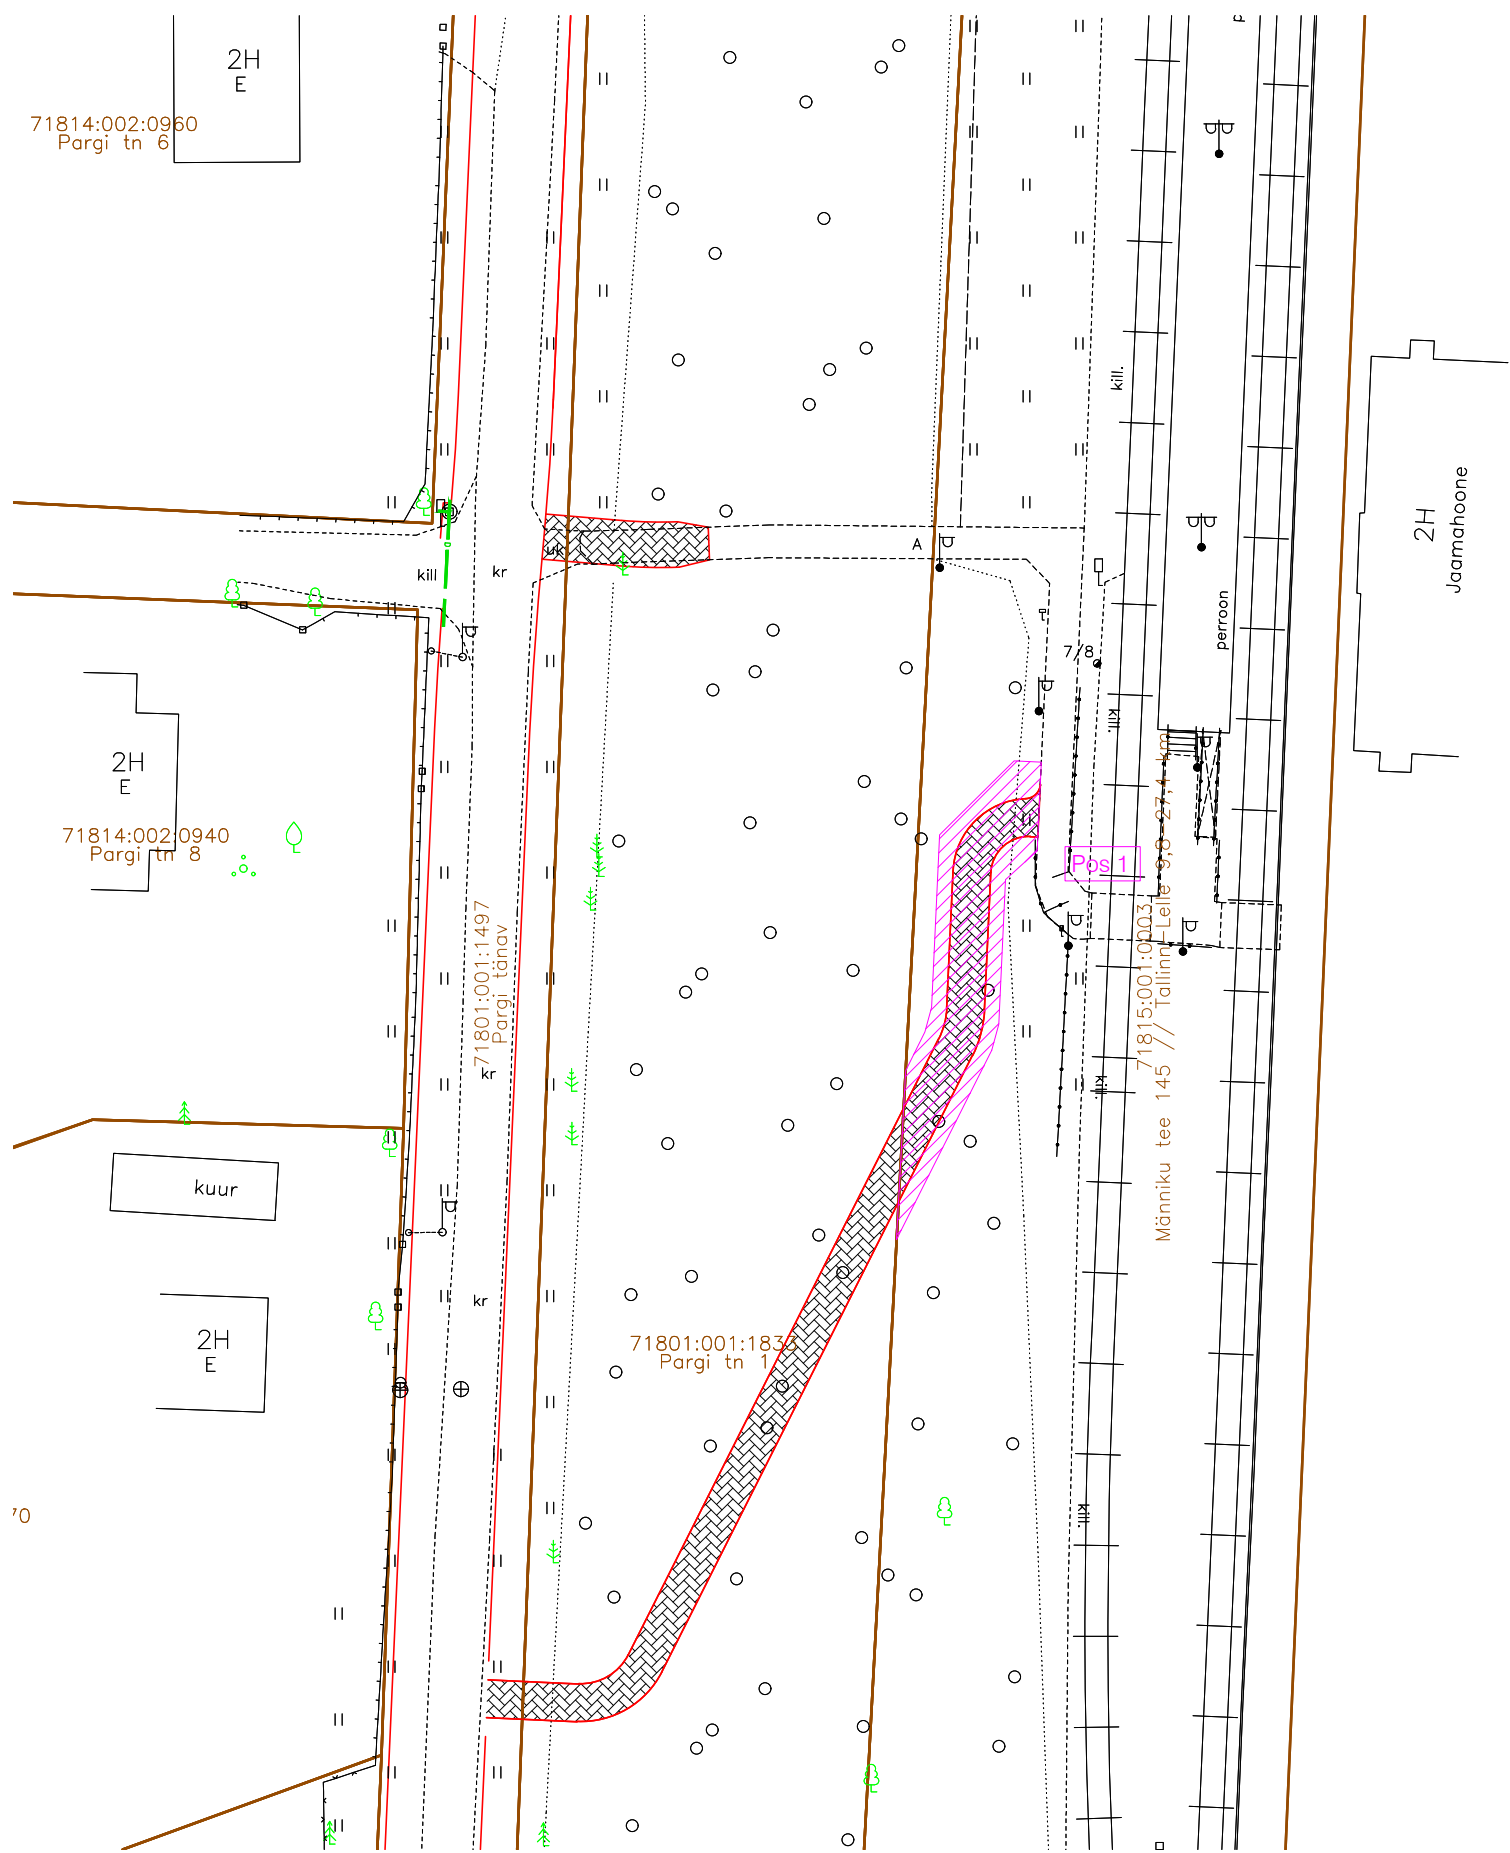 2H
E
71814:002:0960
Pargi tn 6
kill.
2H
Jaamahoone
A
uk
kill
kr
perroon
7/8
kill.
2H
E
71814:002:0940
Pargi tn 8
Pos 1
71801:001:1497
Pargi tänav
71815:001:0003
Männiku tee 145 // Tallinn-Lelle 9,8-27,4 km
kr
kill.
kuur
kr
2H
E
71801:001:1833
Pargi tn 1
70
kill.